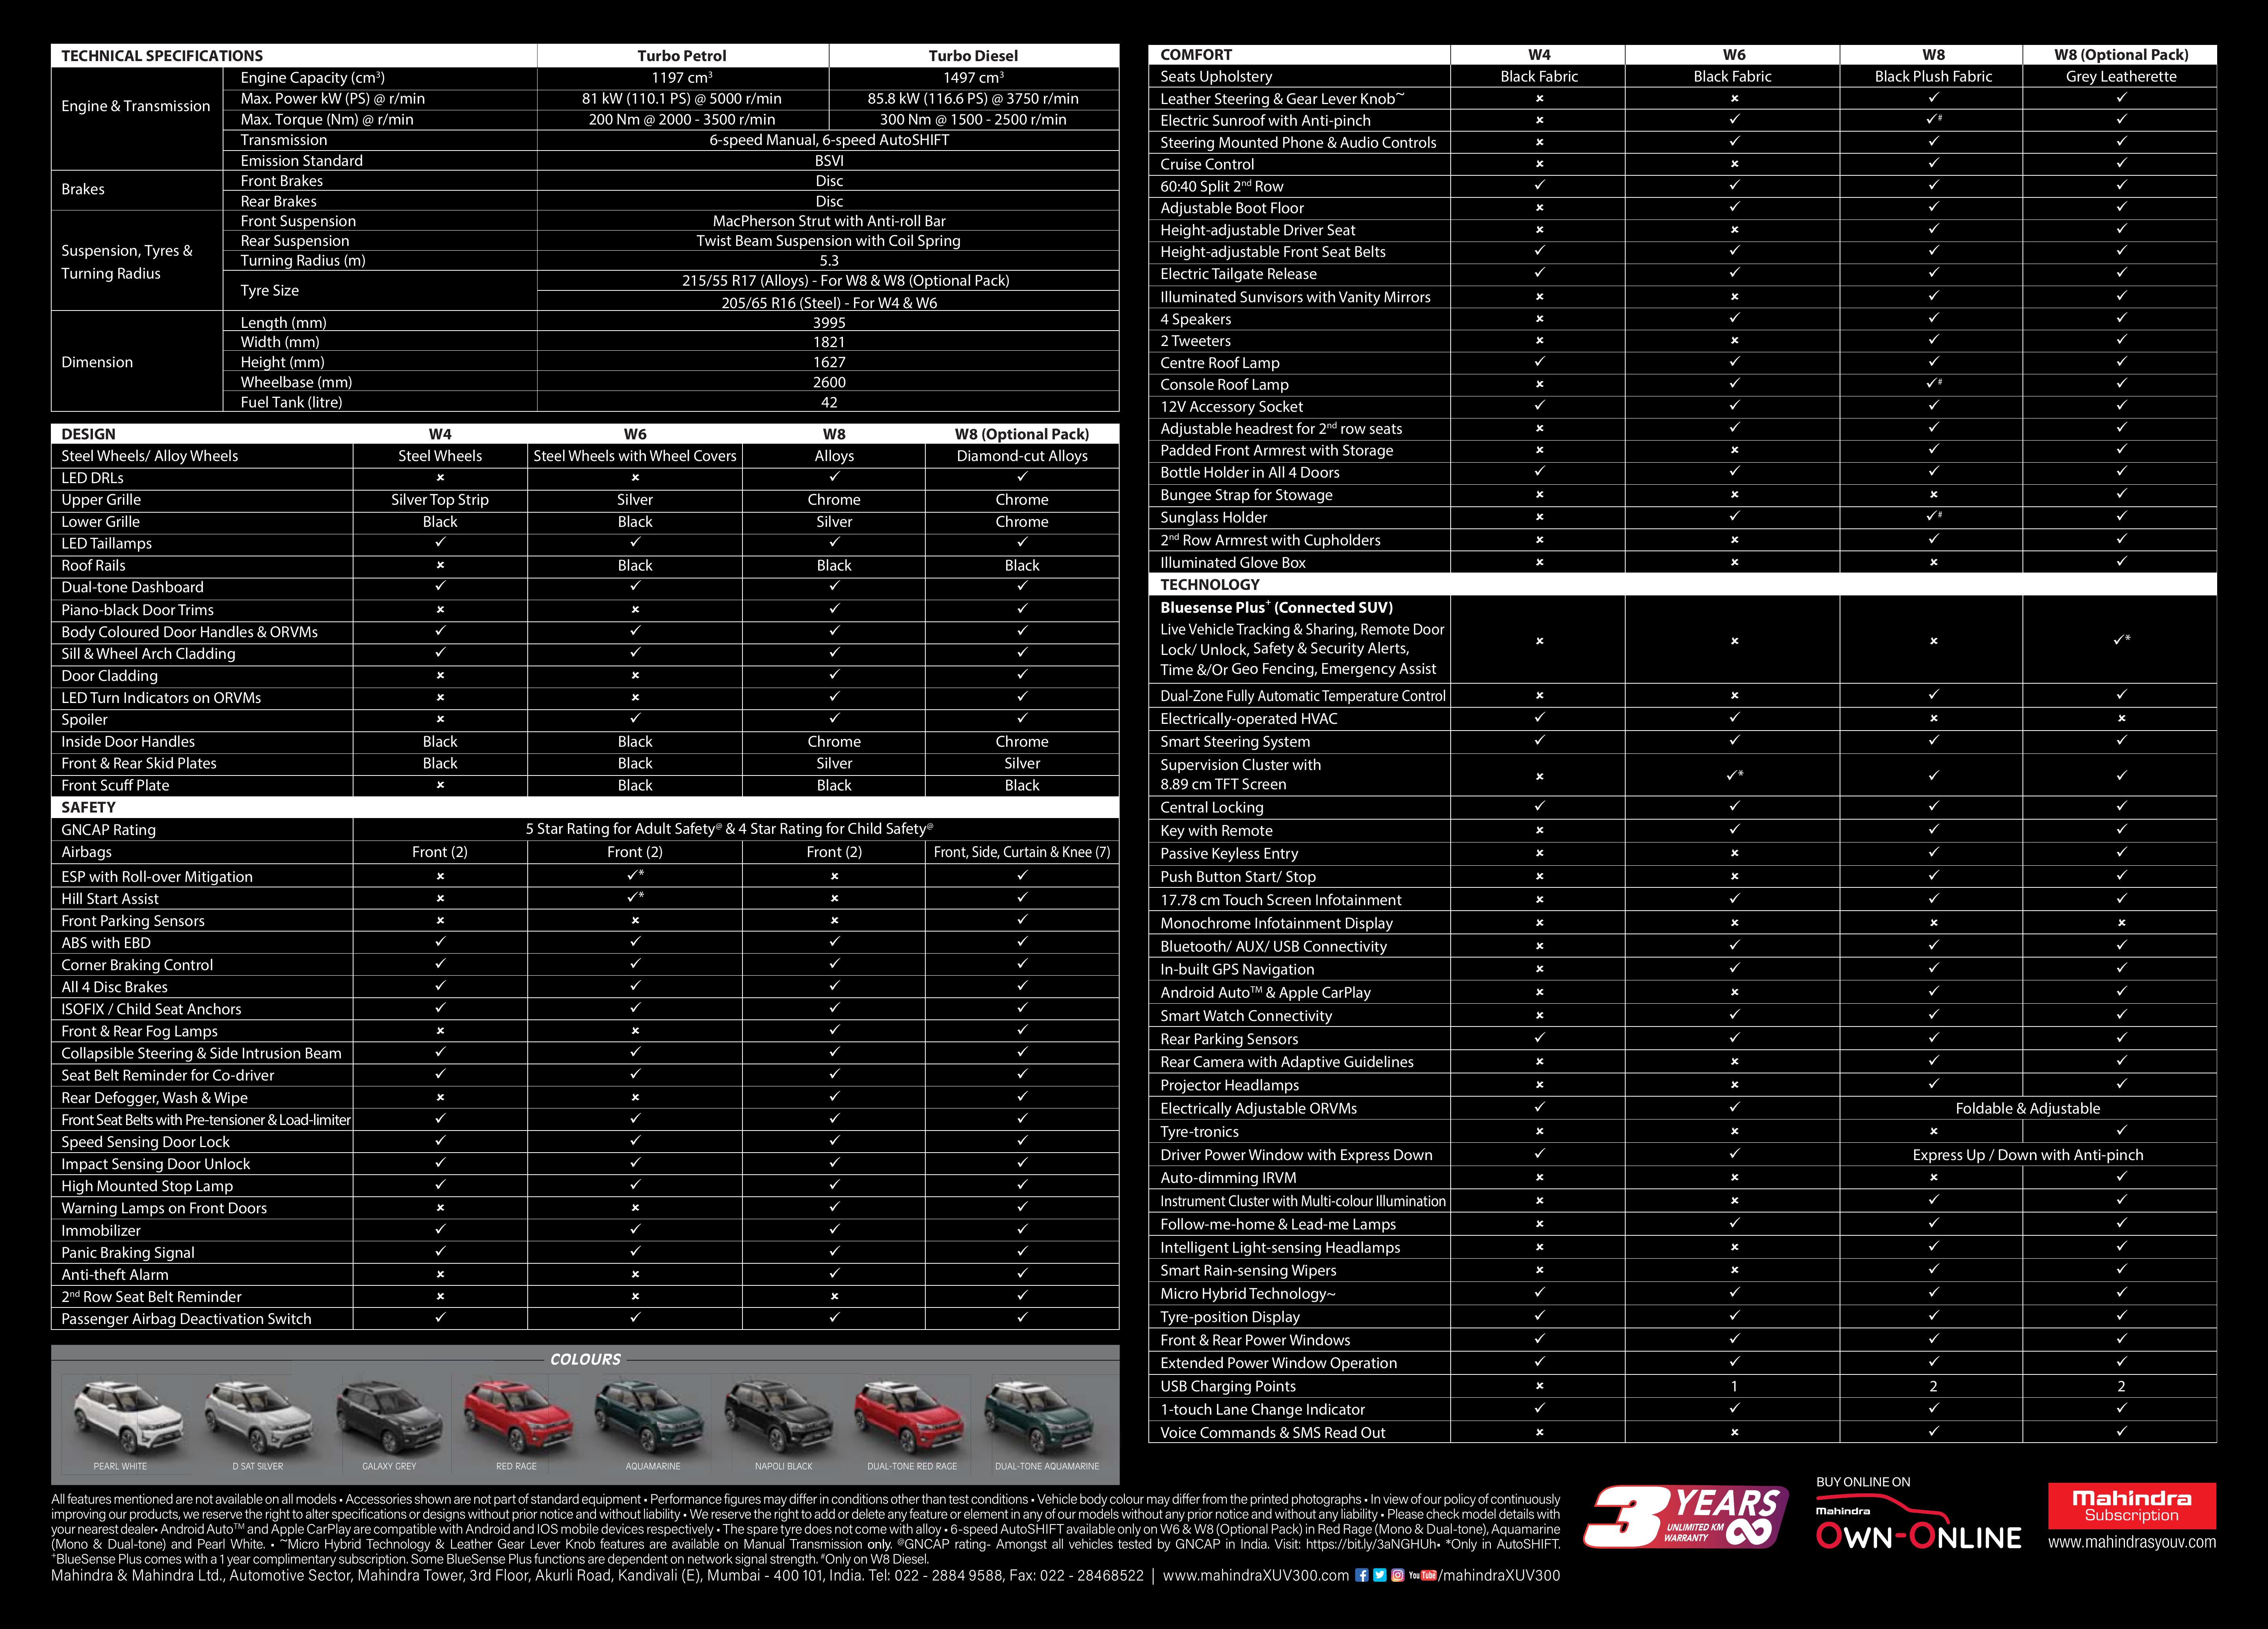 TECHNICAL SPECIFICATIONS Turbo Petrol Turbo Diesel
Engine & Transmission
Engine Capacity (cm³) 1197 cm³ 1497 cm³
Max. Power kW (PS) @ r/min 81 kW (110.1 PS) @ 5000 r/min 85.8 kW (116.6 PS) @ 3750 r/min
Max. Torque (Nm) @ r/min 200 Nm @ 2000 - 3500 r/min 300 Nm @ 1500 - 2500 r/min
Transmission 6-speed Manual, 6-speed AutoSHIFT
Emission Standard BSVI
Brakes
Front Brakes Disc
Rear Brakes Disc
Suspension, Tyres &
Turning Radius
Front Suspension MacPherson Strut with Anti-roll Bar
Rear Suspension Twist Beam Suspension with Coil Spring
Turning Radius (m) 5.3
Tyre Size 215/55 R17 (Alloys) - For W8 & W8 (Optional Pack)
205/65 R16 (Steel) - For W4 & W6
Dimension
Length (mm) 3995
Width (mm) 1821
Height (mm) 1627
Wheelbase (mm) 2600
Fuel Tank (litre) 42
DESIGN W4 W6 W8 W8 (Optional Pack)
Steel Wheels/ Alloy Wheels Steel Wheels Steel Wheels with Wheel Covers Alloys Diamond-cut Alloys
LED DRLs × × ✓ ✓
Upper Grille Silver Top Strip Silver Chrome Chrome
Lower Grille Black Black Silver Chrome
LED Taillamps ✓ ✓ ✓ ✓
Roof Rails × Black Black Black
Dual-tone Dashboard ✓ ✓ ✓ ✓
Piano-black Door Trims × × ✓ ✓
Body Coloured Door Handles & ORVMs ✓ ✓ ✓ ✓
Sill & Wheel Arch Cladding ✓ ✓ ✓ ✓
Door Cladding × × ✓ ✓
LED Turn Indicators on ORVMs × × ✓ ✓
Spoiler × ✓ ✓ ✓
Inside Door Handles Black Black Chrome Chrome
Front & Rear Skid Plates Black Black Silver Silver
Front Scuff Plate × Black Black Black
SAFETY
GNCAP Rating 5 Star Rating for Adult Safety@ & 4 Star Rating for Child Safety@
Airbags Front (2) Front (2) Front (2) Front, Side, Curtain & Knee (7)
ESP with Roll-over Mitigation × ✓* × ✓
Hill Start Assist × ✓* × ✓
Front Parking Sensors × × × ✓
ABS with EBD ✓ ✓ ✓ ✓
Corner Braking Control ✓ ✓ ✓ ✓
All 4 Disc Brakes ✓ ✓ ✓ ✓
ISOFIX / Child Seat Anchors ✓ ✓ ✓ ✓
Front & Rear Fog Lamps × × ✓ ✓
Collapsible Steering & Side Intrusion Beam ✓ ✓ ✓ ✓
Seat Belt Reminder for Co-driver ✓ ✓ ✓ ✓
Rear Defogger, Wash & Wipe × × ✓ ✓
Front Seat Belts with Pre-tensioner & Load-limiter ✓ ✓ ✓ ✓
Speed Sensing Door Lock ✓ ✓ ✓ ✓
Impact Sensing Door Unlock ✓ ✓ ✓ ✓
High Mounted Stop Lamp ✓ ✓ ✓ ✓
Warning Lamps on Front Doors × × ✓ ✓
Immobilizer ✓ ✓ ✓ ✓
Panic Braking Signal ✓ ✓ ✓ ✓
Anti-theft Alarm × × ✓ ✓
2nd Row Seat Belt Reminder × × × ✓
Passenger Airbag Deactivation Switch ✓ ✓ ✓ ✓
COLOURS
PEARL WHITE D SAT SILVER GALAXY GREY RED RAGE AQUAMARINE NAPOLI BLACK DUAL-TONE RED RAGE DUAL-TONE AQUAMARINE
COMFORT W4 W6 W8 W8 (Optional Pack)
Seats Upholstery Black Fabric Black Fabric Black Plush Fabric Grey Leatherette
Leather Steering & Gear Lever Knob~ × × ✓ ✓
Electric Sunroof with Anti-pinch × ✓ ✓# ✓
Steering Mounted Phone & Audio Controls × ✓ ✓ ✓
Cruise Control × × ✓ ✓
60:40 Split 2nd Row ✓ ✓ ✓ ✓
Adjustable Boot Floor × ✓ ✓ ✓
Height-adjustable Driver Seat × × ✓ ✓
Height-adjustable Front Seat Belts ✓ ✓ ✓ ✓
Electric Tailgate Release ✓ ✓ ✓ ✓
Illuminated Sunvisors with Vanity Mirrors × × ✓ ✓
4 Speakers × ✓ ✓ ✓
2 Tweeters × × ✓ ✓
Centre Roof Lamp ✓ ✓ ✓ ✓
Console Roof Lamp × ✓ ✓# ✓
12V Accessory Socket ✓ ✓ ✓ ✓
Adjustable headrest for 2nd row seats × ✓ ✓ ✓
Padded Front Armrest with Storage × × ✓ ✓
Bottle Holder in All 4 Doors ✓ ✓ ✓ ✓
Bungee Strap for Stowage × × × ✓
Sunglass Holder × ✓ ✓# ✓
2nd Row Armrest with Cupholders × × ✓ ✓
Illuminated Glove Box × × × ✓
TECHNOLOGY
Bluesense Plus⁺ (Connected SUV)
Live Vehicle Tracking & Sharing, Remote Door
Lock/ Unlock, Safety & Security Alerts,
Time &/Or Geo Fencing, Emergency Assist × × × ✓*
Dual-Zone Fully Automatic Temperature Control × × ✓ ✓
Electrically-operated HVAC ✓ ✓ × ×
Smart Steering System ✓ ✓ ✓ ✓
Supervision Cluster with
8.89 cm TFT Screen × ✓* ✓ ✓
Central Locking ✓ ✓ ✓ ✓
Key with Remote × ✓ ✓ ✓
Passive Keyless Entry × × ✓ ✓
Push Button Start/ Stop × × ✓ ✓
17.78 cm Touch Screen Infotainment × ✓ ✓ ✓
Monochrome Infotainment Display × × × ×
Bluetooth/ AUX/ USB Connectivity × ✓ ✓ ✓
In-built GPS Navigation × ✓ ✓ ✓
Android Auto™ & Apple CarPlay × × ✓ ✓
Smart Watch Connectivity × ✓ ✓ ✓
Rear Parking Sensors ✓ ✓ ✓ ✓
Rear Camera with Adaptive Guidelines × × ✓ ✓
Projector Headlamps × × ✓ ✓
Electrically Adjustable ORVMs ✓ ✓ Foldable & Adjustable
Tyre-tronics × × × ✓
Driver Power Window with Express Down ✓ ✓ Express Up / Down with Anti-pinch
Auto-dimming IRVM × × × ✓
Instrument Cluster with Multi-colour Illumination × × ✓ ✓
Follow-me-home & Lead-me Lamps × ✓ ✓ ✓
Intelligent Light-sensing Headlamps × × ✓ ✓
Smart Rain-sensing Wipers × × ✓ ✓
Micro Hybrid Technology~ ✓ ✓ ✓ ✓
Tyre-position Display ✓ ✓ ✓ ✓
Front & Rear Power Windows ✓ ✓ ✓ ✓
Extended Power Window Operation ✓ ✓ ✓ ✓
USB Charging Points × 1 2 2
1-touch Lane Change Indicator ✓ ✓ ✓ ✓
Voice Commands & SMS Read Out × × ✓ ✓
All features mentioned are not available on all models • Accessories shown are not part of standard equipment • Performance figures may differ in conditions other than test conditions • Vehicle body colour may differ from the printed photographs • In view of our policy of continuously
improving our products, we reserve the right to alter specifications or designs without prior notice and without liability • We reserve the right to add or delete any feature or element in any of our models without any prior notice and without any liability • Please check model details with
your nearest dealer• Android Auto™ and Apple CarPlay are compatible with Android and IOS mobile devices respectively • The spare tyre does not come with alloy • 6-speed AutoSHIFT available only on W6 & W8 (Optional Pack) in Red Rage (Mono & Dual-tone), Aquamarine
(Mono & Dual-tone) and Pearl White. • ~Micro Hybrid Technology & Leather Gear Lever Knob features are available on Manual Transmission only. @GNCAP rating- Amongst all vehicles tested by GNCAP in India. Visit: https://bit.ly/3aNGHUh• *Only in AutoSHIFT.
⁺BlueSense Plus comes with a 1 year complimentary subscription. Some BlueSense Plus functions are dependent on network signal strength. #Only on W8 Diesel.
Mahindra & Mahindra Ltd., Automotive Sector, Mahindra Tower, 3rd Floor, Akurli Road, Kandivali (E), Mumbai - 400 101, India. Tel: 022 - 2884 9588, Fax: 022 - 28468522 | www.mahindraXUV300.com You Tube /mahindraXUV300
3 YEARS
UNLIMITED KM
WARRANTY
BUY ONLINE ON
Mahindra
OWN-ONLINE
Mahindra
Subscription
www.mahindrasyouv.com